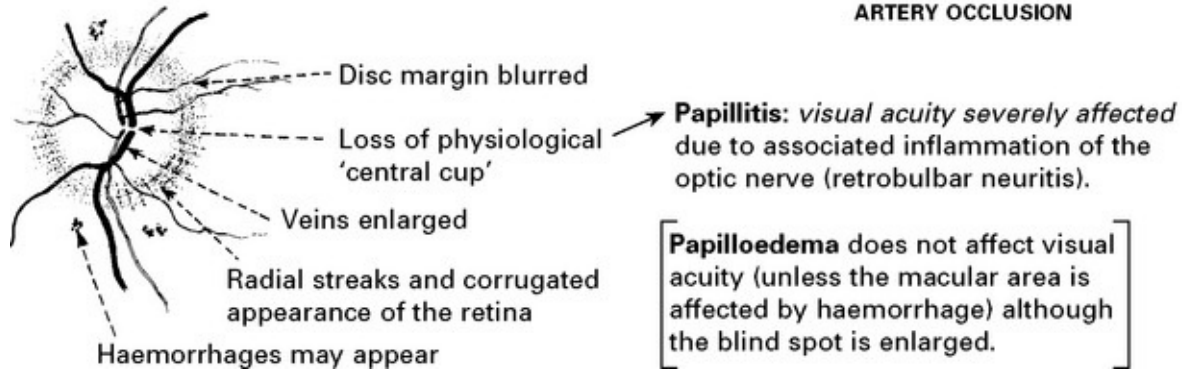 ARTERY OCCLUSION
Disc margin blurred
Loss of physiological
'central cup'
Veins enlarged
Radial streaks and corrugated
appearance of the retina
Haemorrhages may appear
Papillitis: visual acuity severely affected
due to associated inflammation of the
optic nerve (retrobulbar neuritis).
Papilloedema does not affect visual
acuity (unless the macular area is
affected by haemorrhage) although
the blind spot is enlarged.